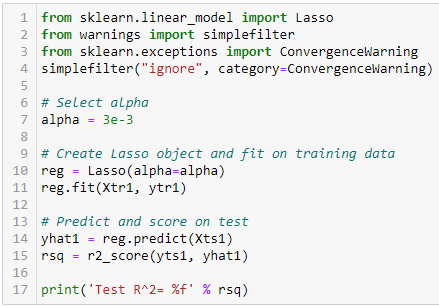 1 from sklearn.linear_model import Lasso
2 from warnings import simplefilter
3 from sklearn.exceptions import ConvergenceWarning
4 simplefilter("ignore", category=ConvergenceWarning)
5
6 # Select alpha
7 alpha = 3e-3
8
9 # Create Lasso object and fit on training data
10 reg = Lasso(alpha=alpha)
11 reg.fit(Xtr1, ytr1)
12
13 # Predict and score on test
14 yhat1 = reg.predict(Xts1)
15 rsq = r2_score(yts1, yhat1)
16
17 print('Test R^2= %f' % rsq)